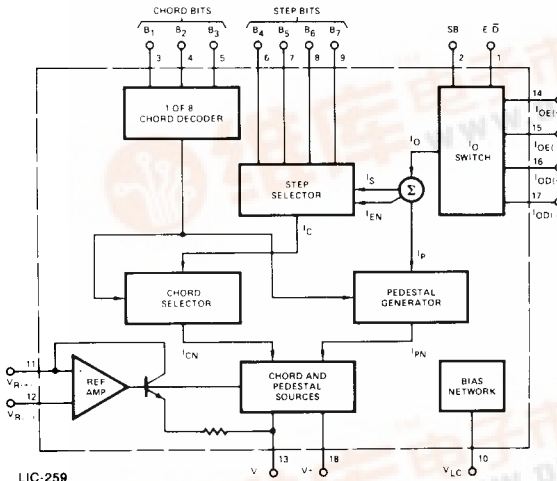 CHORD BITS
STEP BITS
B1 B2 B3 B4 B5 B6 B7 SB E D̅
3 4 5 6 7 8 9 2 1
1 OF 8
CHORD DECODER
14
IOE(
15
IOE(
16
IOD(
17
IOD(
IO
SWITCH
IO
STEP
SELECTOR
IS
IEN
Σ
IC
IP
CHORD
SELECTOR
PEDESTAL
GENERATOR
ICN
IPN
11
VR(
12
VR
REF
AMP
CHORD AND
PEDESTAL
SOURCES
BIAS
NETWORK
13 18 10
V V+ VLC
LIC-259